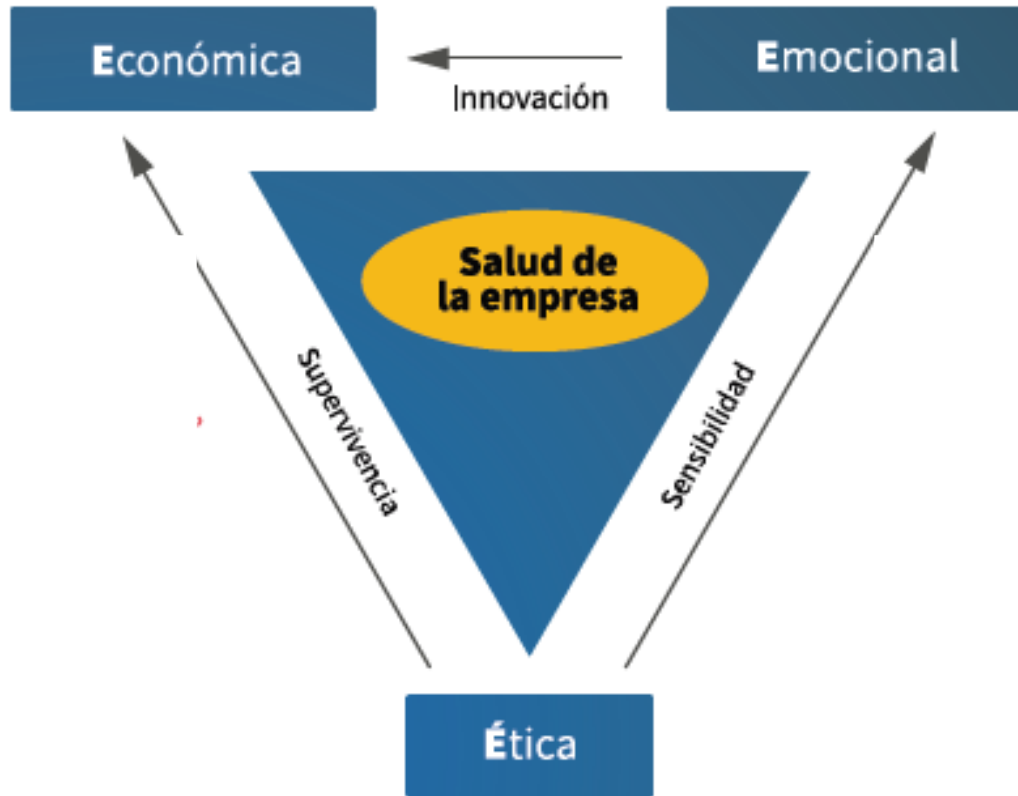 Económica
Emocional
Innovación
Salud de
la empresa
Supervivencia
Sensibilidad
Ética